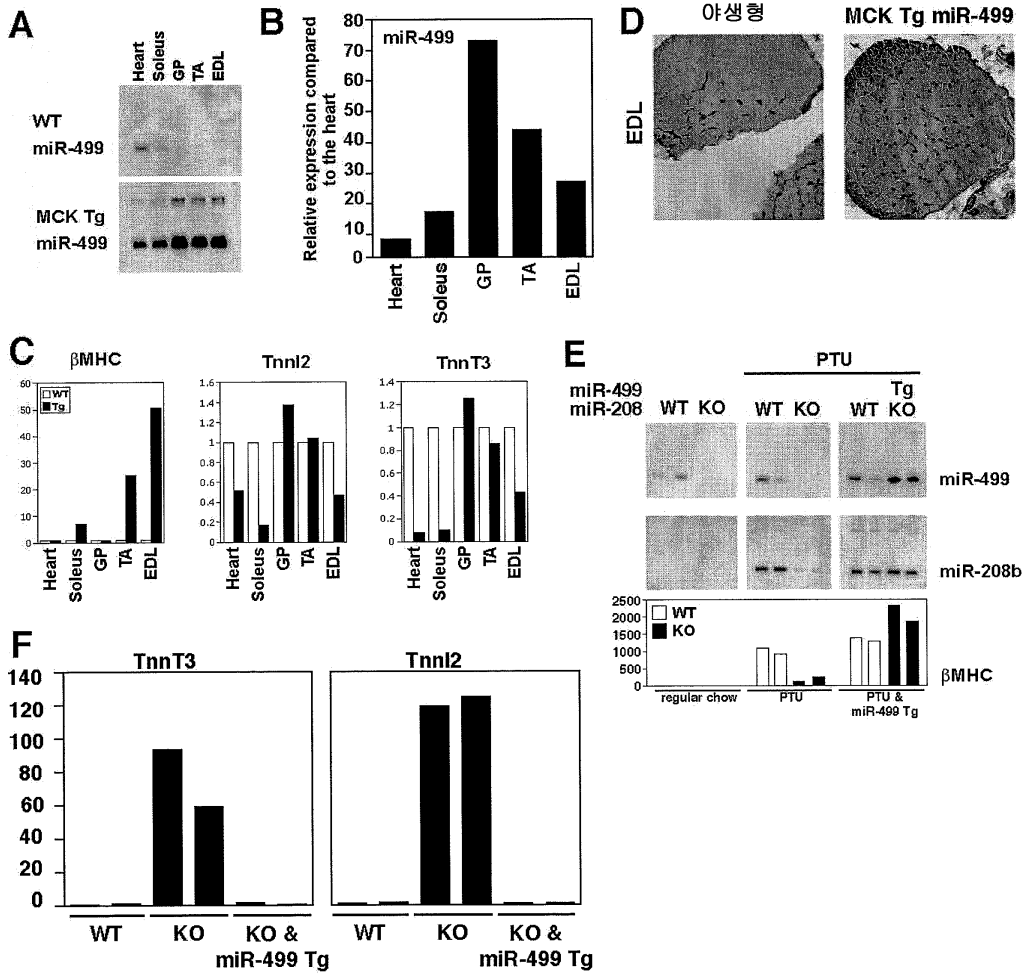 A
Heart Soleus GP TA EDL
WT
miR-499
MCK Tg
miR-499
B
miR-499
Relative expression compared
to the heart
80
70
60
50
40
30
20
10
0
Heart Soleus GP TA EDL
D
야생형 MCK Tg miR-499
EDL
C
βMHC
WT
Tg
60
50
40
30
20
10
0
Heart Soleus GP TA EDL
TnnI2
1.6
1.4
1.2
1
0.8
0.6
0.4
0.2
0
Heart Soleus GP TA EDL
TnnT3
1.6
1.4
1.2
1
0.8
0.6
0.4
0.2
0
Heart Soleus GP TA EDL
E
PTU
miR-499 Tg
miR-208 WT KO WT KO WT KO
miR-499
miR-208b
2500
2000
1500
1000
500
0
WT
KO
βMHC
regular chow PTU PTU &
miR-499 Tg
F
TnnT3
140
120
100
80
60
40
20
0
WT KO KO &
miR-499 Tg
TnnI2
WT KO KO &
miR-499 Tg